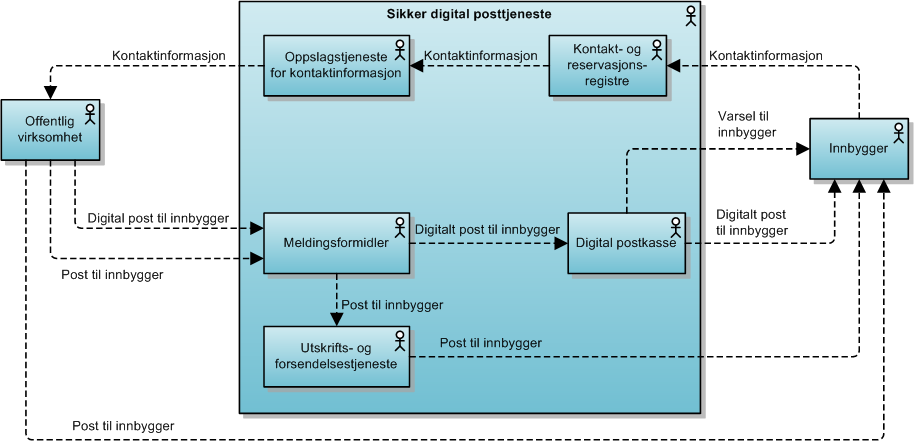 Sikker digital posttjeneste
Kontaktinformasjon
Oppslagstjeneste
for kontaktinformasjon
Kontaktinformasjon
Kontakt- og
reservasjons-
registre
Kontaktinformasjon
Offentlig
virksomhet
Varsel til
innbygger
Innbygger
Digital post til innbygger
Meldingsformidler
Digitalt post til innbygger
Digital postkasse
Digitalt post
til innbygger
Post til innbygger
Post til innbygger
Utskrifts- og
forsendelsestjeneste
Post til innbygger
Post til innbygger